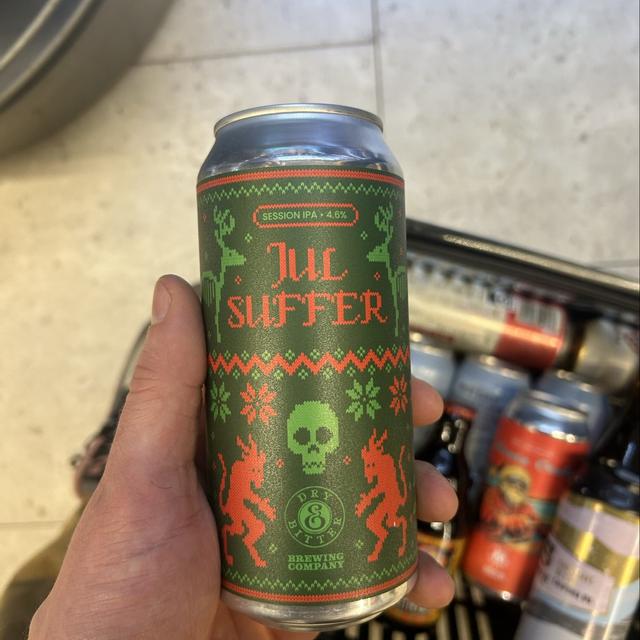 SESSION IPA • 4.6%
JUL
SUFFER
DRY
&
BITTER
BREWING
COMPANY